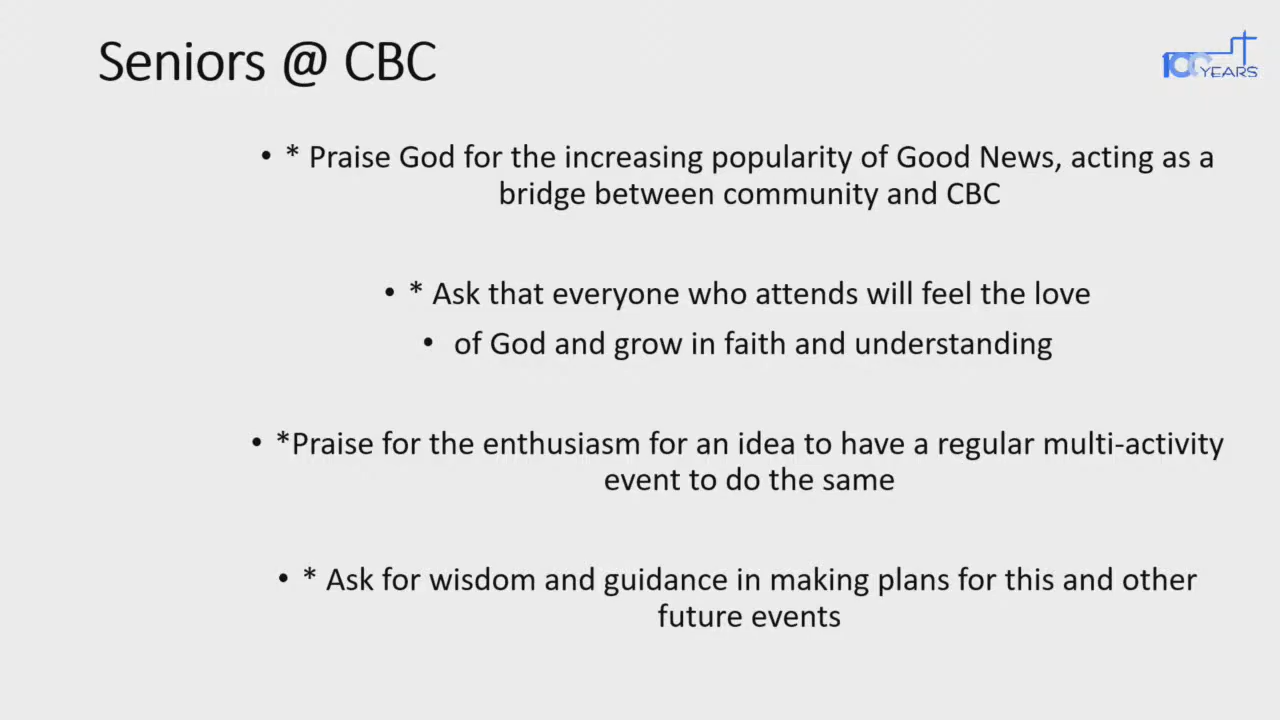 Seniors @ CBC
100 YEARS
• * Praise God for the increasing popularity of Good News, acting as a
bridge between community and CBC
• * Ask that everyone who attends will feel the love
• of God and grow in faith and understanding
• *Praise for the enthusiasm for an idea to have a regular multi-activity
event to do the same
• * Ask for wisdom and guidance in making plans for this and other
future events